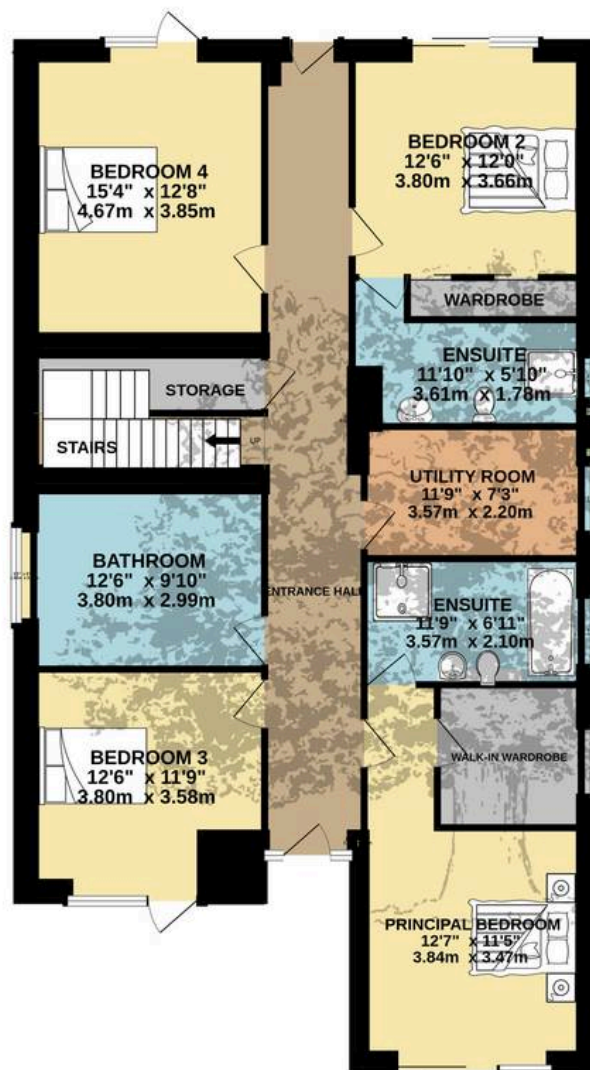 BEDROOM 4
15'4" x 12'8"
4.67m x 3.85m
BEDROOM 2
12'6" x 12'0"
3.80m x 3.66m
WARDROBE
ENSUITE
11'10" x 5'10"
3.61m x 1.78m
STORAGE
STAIRS
UP
UTILITY ROOM
11'9" x 7'3"
3.57m x 2.20m
BATHROOM
12'6" x 9'10"
3.80m x 2.99m
ENTRANCE HALL
ENSUITE
11'9" x 6'11"
3.57m x 2.10m
BEDROOM 3
12'6" x 11'9"
3.80m x 3.58m
WALK-IN WARDROBE
PRINCIPAL BEDROOM
12'7" x 11'5"
3.84m x 3.47m